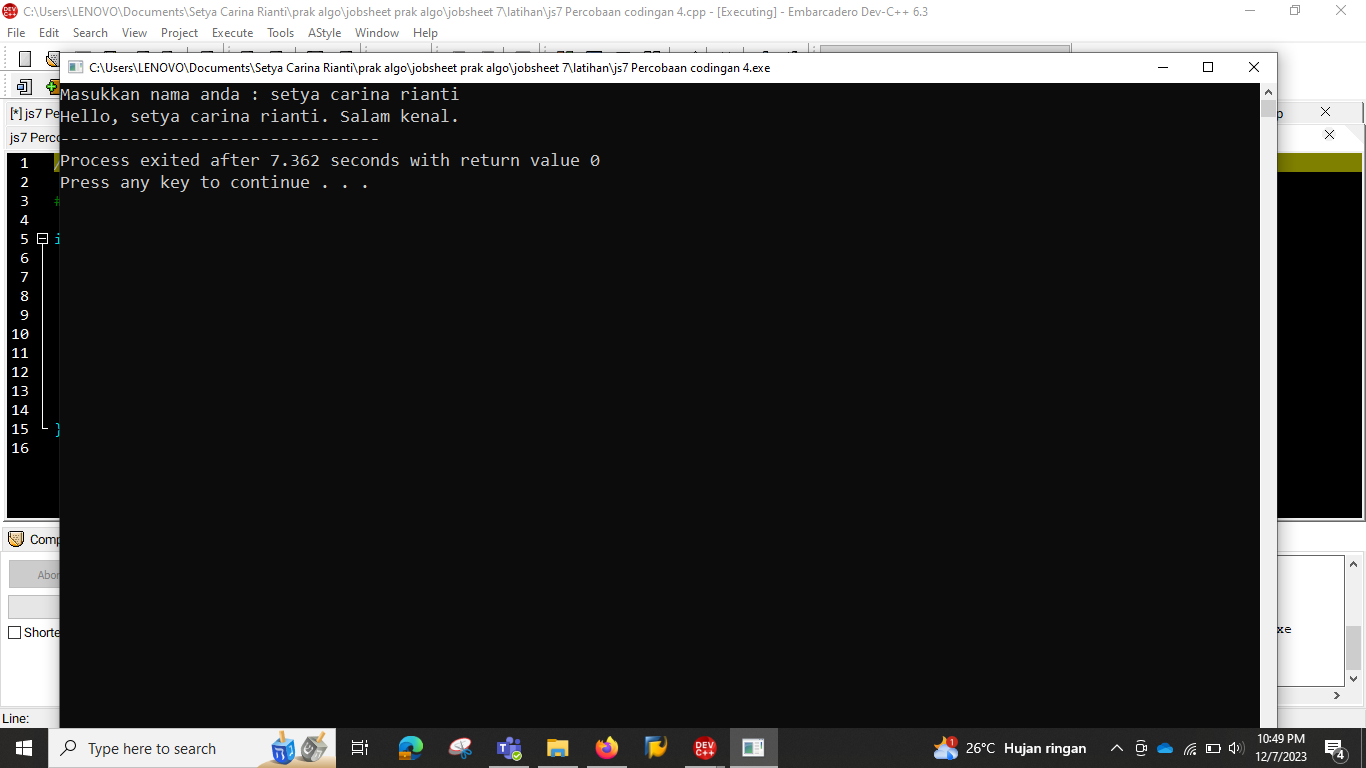 C:\Users\LENOVO\Documents\Setya Carina Rianti\prak algo\jobsheet prak algo\jobsheet 7\latihan\js7 Percobaan codingan 4.cpp - [Executing] - Embarcadero Dev-C++ 6.3
File Edit Search View Project Execute Tools AStyle Window Help
C:\Users\LENOVO\Documents\Setya Carina Rianti\prak algo\jobsheet prak algo\jobsheet 7\latihan\js7 Percobaan codingan 4.exe
Masukkan nama anda : setya carina rianti
Hello, setya carina rianti. Salam kenal.
--------------------------------
Process exited after 7.362 seconds with return value 0
Press any key to continue . . .
[*] js7 Pe
js7 Perco
1
2
3 #
4
5 i
6
7
8
9
10
11
12
13
14
15 }
16
Comp
Abor
Shorte
xe
Line:
Type here to search
DEV C++
26°C Hujan ringan
10:49 PM
12/7/2023
4